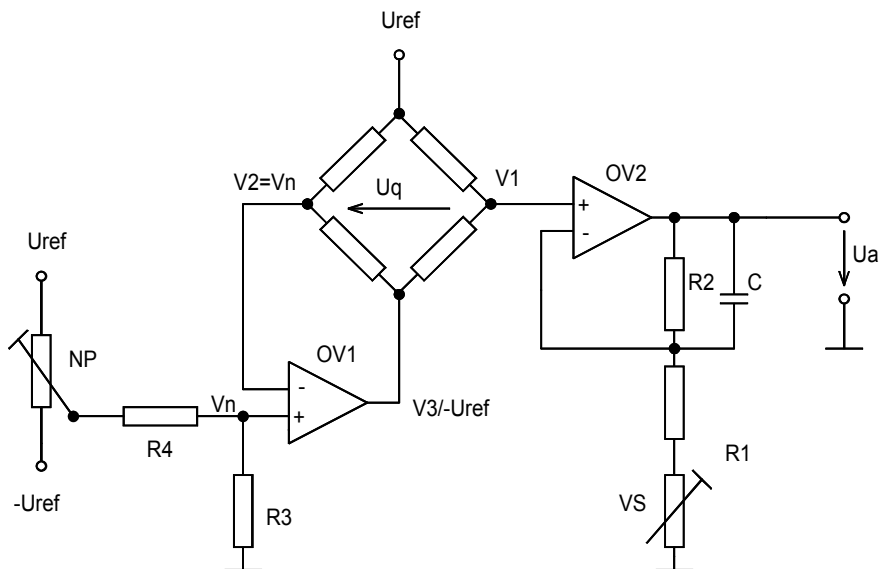 Uref
V2=Vn
Uq
V1
OV2
+
-
Uref
R2
C
Ua
NP
OV1
-
+
Vn
V3/-Uref
R4
R1
-Uref
R3
VS